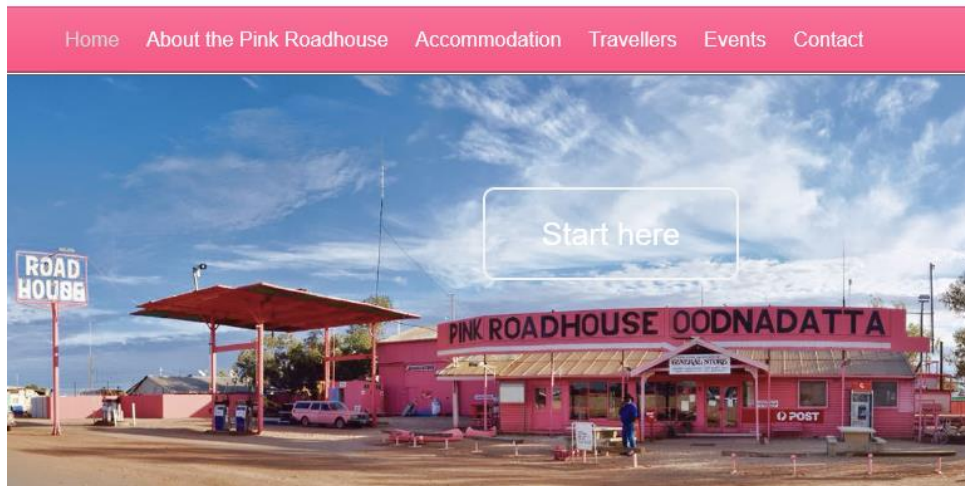 Home About the Pink Roadhouse Accommodation Travellers Events Contact
Start here
ROAD
HOUSE
PINK ROADHOUSE OODNADATTA
GENERAL STORE
POST